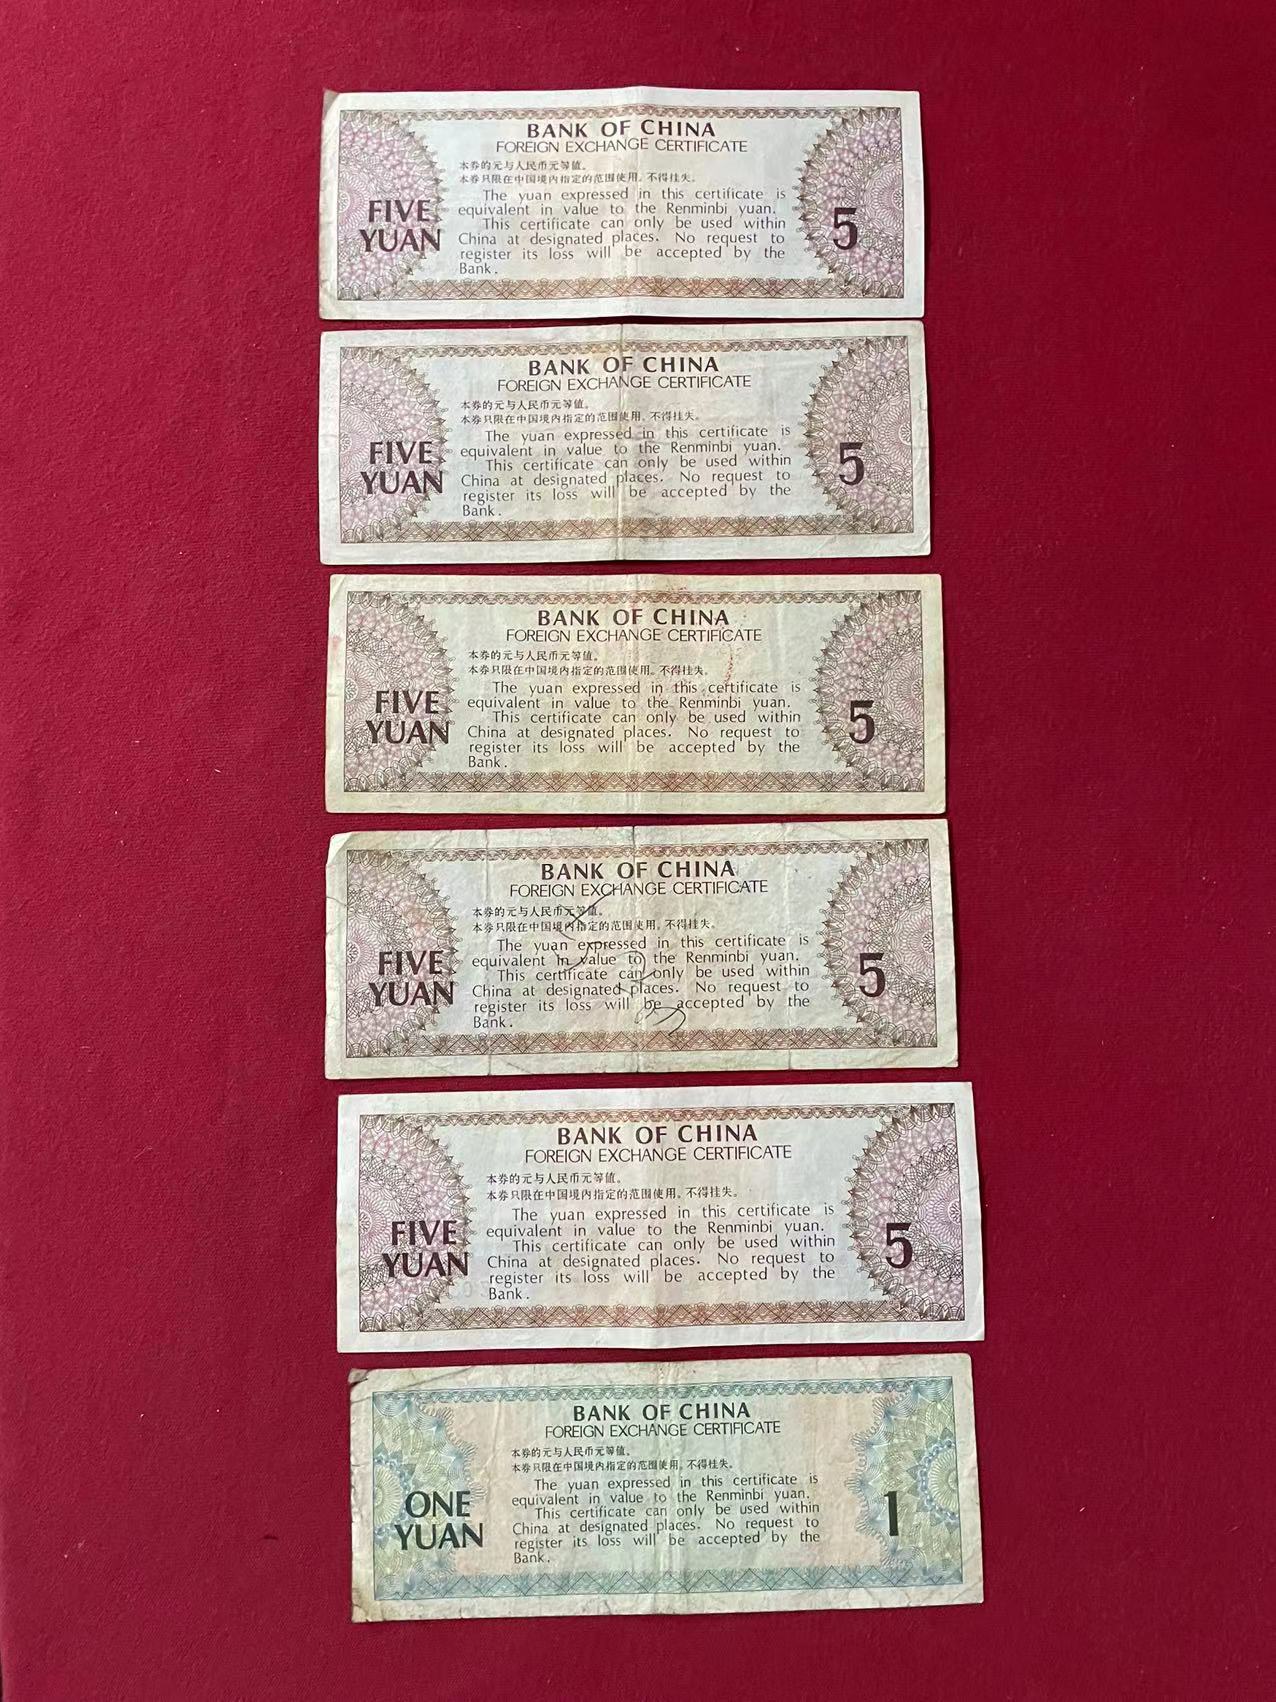 BANK OF CHINA
FOREIGN EXCHANGE CERTIFICATE
本券的元与人民币元等值。
本券只限在中国境内指定的范围使用。不得挂失。
The yuan expressed in this certificate is
equivalent in value to the Renminbi yuan.
This certificate can only be used within
China at designated places. No request to
register its loss will be accepted by the
Bank.
FIVE
YUAN
5
BANK OF CHINA
FOREIGN EXCHANGE CERTIFICATE
本券的元与人民币元等值。
本券只限在中国境内指定的范围使用。不得挂失。
The yuan expressed in this certificate is
equivalent in value to the Renminbi yuan.
This certificate can only be used within
China at designated places. No request to
register its loss will be accepted by the
Bank.
FIVE
YUAN
5
BANK OF CHINA
FOREIGN EXCHANGE CERTIFICATE
本券的元与人民币元等值。
本券只限在中国境内指定的范围使用。不得挂失。
The yuan expressed in this certificate is
equivalent in value to the Renminbi yuan.
This certificate can only be used within
China at designated places. No request to
register its loss will be accepted by the
Bank.
FIVE
YUAN
5
BANK OF CHINA
FOREIGN EXCHANGE CERTIFICATE
本券的元与人民币元等值。
本券只限在中国境内指定的范围使用。不得挂失。
The yuan expressed in this certificate is
equivalent in value to the Renminbi yuan.
This certificate can only be used within
China at designated places. No request to
register its loss will be accepted by the
Bank.
FIVE
YUAN
5
BANK OF CHINA
FOREIGN EXCHANGE CERTIFICATE
本券的元与人民币元等值。
本券只限在中国境内指定的范围使用。不得挂失。
The yuan expressed in this certificate is
equivalent in value to the Renminbi yuan.
This certificate can only be used within
China at designated places. No request to
register its loss will be accepted by the
Bank.
FIVE
YUAN
5
BANK OF CHINA
FOREIGN EXCHANGE CERTIFICATE
本券的元与人民币元等值。
本券只限在中国境内指定的范围使用。不得挂失。
The yuan expressed in this certificate is
equivalent in value to the Renminbi yuan.
This certificate can only be used within
China at designated places. No request to
register its loss will be accepted by the
Bank.
ONE
YUAN
1